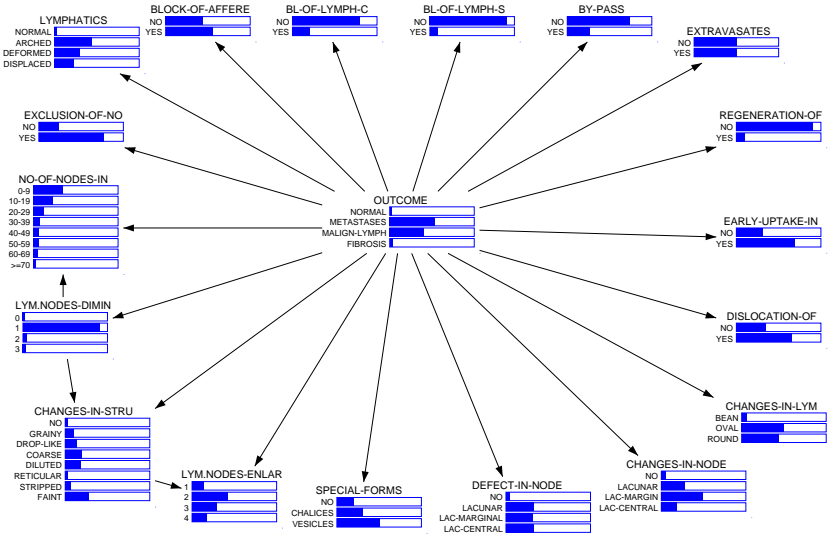 LYMPHATICS
NORMAL
ARCHED
DEFORMED
DISPLACED
BLOCK-OF-AFFERE
NO
YES
BL-OF-LYMPH-C
NO
YES
BL-OF-LYMPH-S
NO
YES
BY-PASS
NO
YES
EXTRAVASATES
NO
YES
EXCLUSION-OF-NO
NO
YES
REGENERATION-OF
NO
YES
NO-OF-NODES-IN
0-9
10-19
20-29
30-39
40-49
50-59
60-69
>=70
OUTCOME
NORMAL
METASTASES
MALIGN-LYMPH
FIBROSIS
EARLY-UPTAKE-IN
NO
YES
LYM.NODES-DIMIN
0
1
2
3
DISLOCATION-OF
NO
YES
CHANGES-IN-STRU
NO
GRAINY
DROP-LIKE
COARSE
DILUTED
RETICULAR
STRIPPED
FAINT
LYM.NODES-ENLAR
1
2
3
4
SPECIAL-FORMS
NO
CHALICES
VESICLES
DEFECT-IN-NODE
NO
LACUNAR
LAC-MARGINAL
LAC-CENTRAL
CHANGES-IN-NODE
NO
LACUNAR
LAC-MARGIN
LAC-CENTRAL
CHANGES-IN-LYM
BEAN
OVAL
ROUND